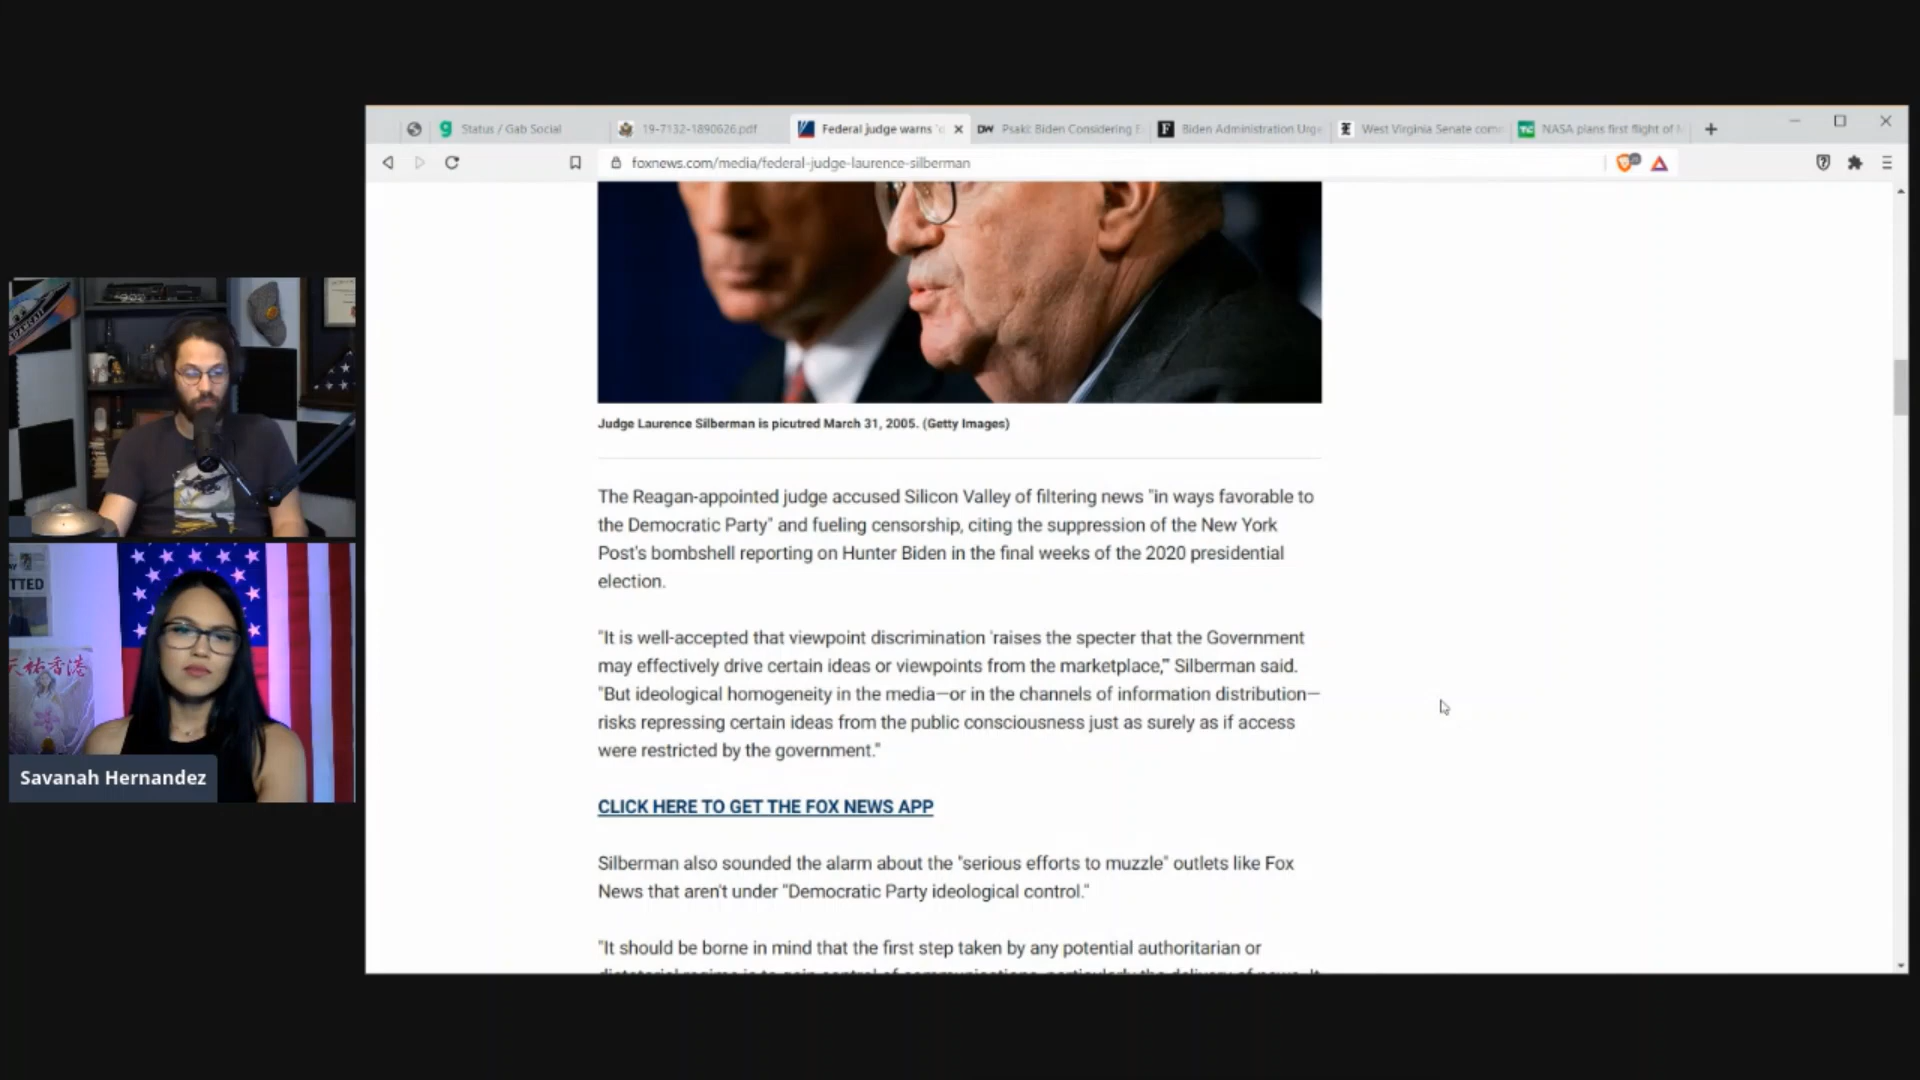 Status / Gab Social
19-7132-1890626.pdf
Federal judge warns 'd
DW Psaki: Biden Considering E
Biden Administration Urge
West Virginia Senate comm
NASA plans first flight of
foxnews.com/media/federal-judge-laurence-silberman
Judge Laurence Silberman is picutred March 31, 2005. (Getty Images)
The Reagan-appointed judge accused Silicon Valley of filtering news "in ways favorable to
the Democratic Party" and fueling censorship, citing the suppression of the New York
Post's bombshell reporting on Hunter Biden in the final weeks of the 2020 presidential
election.
"It is well-accepted that viewpoint discrimination 'raises the specter that the Government
may effectively drive certain ideas or viewpoints from the marketplace,'" Silberman said.
"But ideological homogeneity in the media—or in the channels of information distribution—
risks repressing certain ideas from the public consciousness just as surely as if access
were restricted by the government."
CLICK HERE TO GET THE FOX NEWS APP
Silberman also sounded the alarm about the "serious efforts to muzzle" outlets like Fox
News that aren't under "Democratic Party ideological control."
"It should be borne in mind that the first step taken by any potential authoritarian or
TTED
天祐香港
Savanah Hernandez